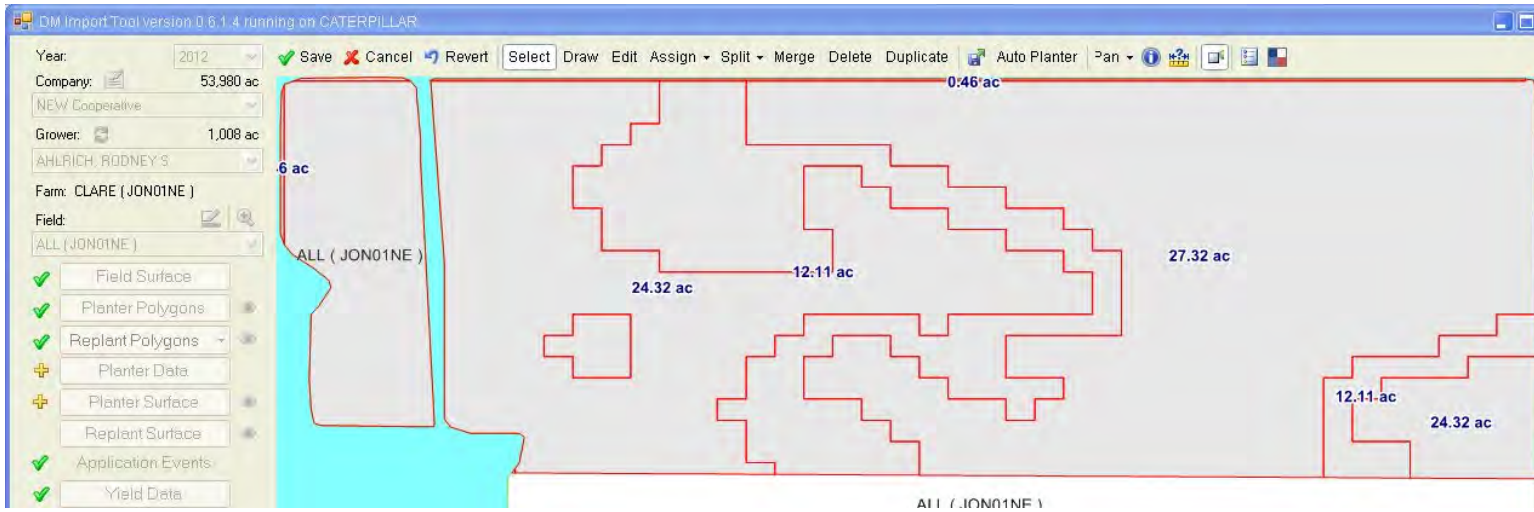 DM Import Tool version 0.6.1.4 running on CATERPILLAR
Year: 2012
Save Cancel Revert Select Draw Edit Assign Split Merge Delete Duplicate Auto Planter Pan
Company: 53,980 ac
NEW Cooperative
Grower: 1,008 ac
AHLRICH, RODNEY S
Farm: CLARE ( JON01NE )
Field:
ALL ( JON01NE )
Field Surface
Planter Polygons
Replant Polygons
Planter Data
Planter Surface
Replant Surface
Application Events
Yield Data
0.46 ac
6 ac
ALL ( JON01NE )
24.32 ac
12.11 ac
27.32 ac
12.11 ac
24.32 ac
ALL ( JON01NE )